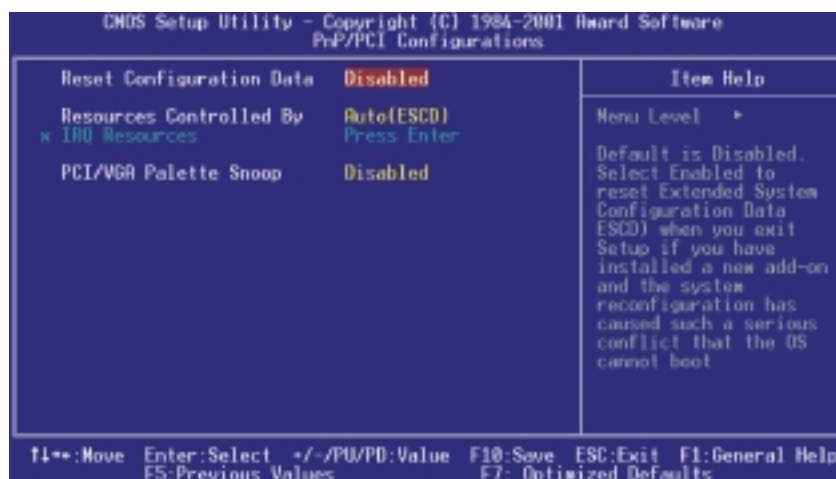 CMOS Setup Utility - Copyright (C) 1984-2001 Award Software
PnP/PCI Configurations
Reset Configuration Data Disabled
Resources Controlled By Auto(ESCD)
x IRQ Resources Press Enter
PCI/VGA Palette Snoop Disabled
Item Help
Menu Level ►
Default is Disabled.
Select Enabled to
reset Extended System
Configuration Data
ESCD) when you exit
Setup if you have
installed a new add-on
and the system
reconfiguration has
caused such a serious
conflict that the OS
cannot boot
↑↓→←:Move Enter:Select +/-/PU/PD:Value F10:Save ESC:Exit F1:General Help
F5:Previous Values F7: Optimized Defaults